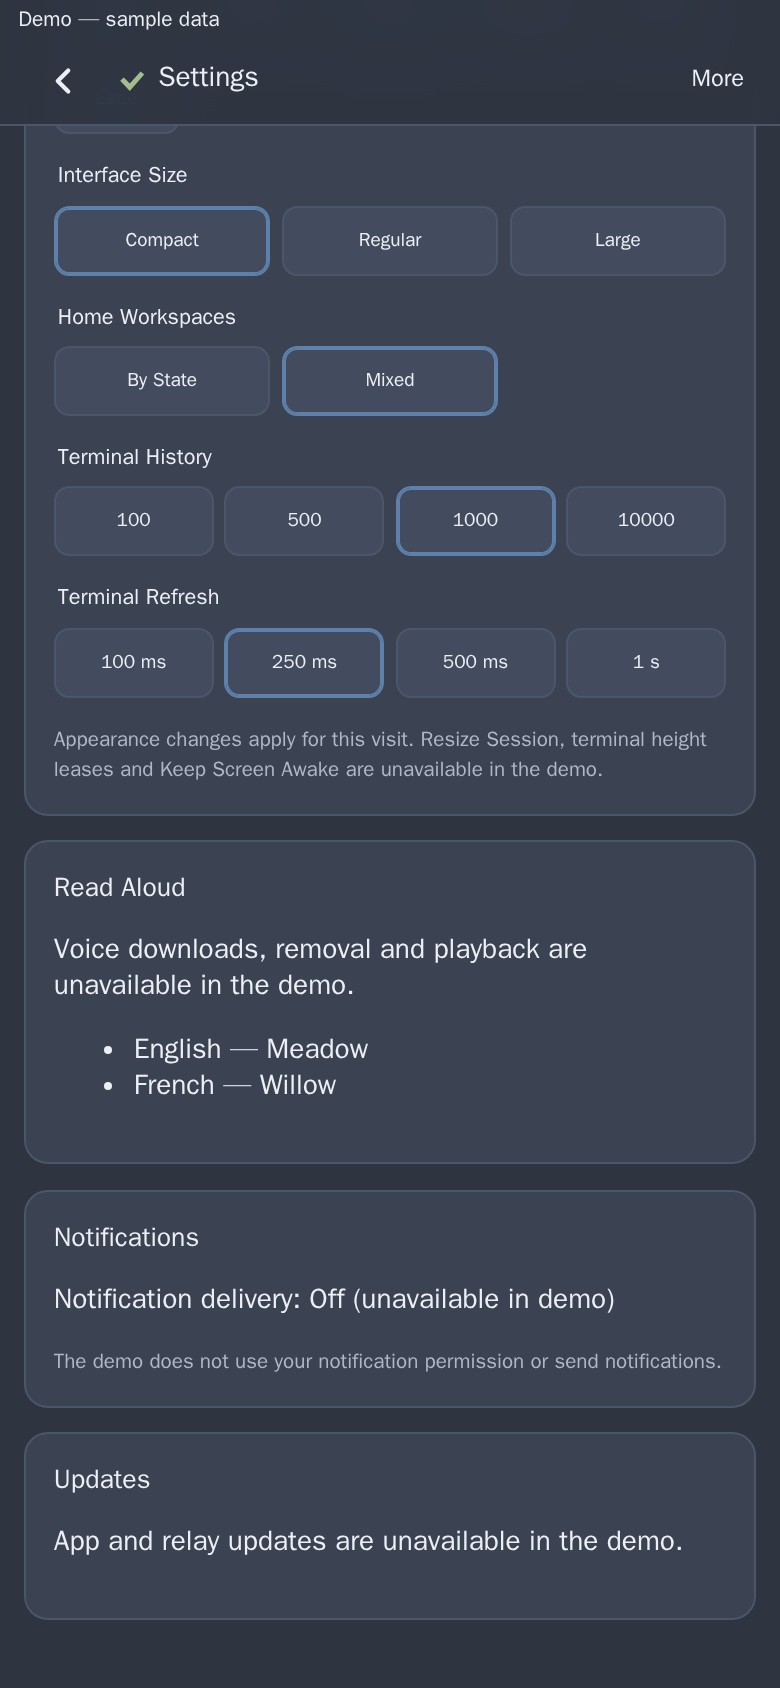 Demo — sample data
Settings
More
Interface Size
Compact
Regular
Large
Home Workspaces
By State
Mixed
Terminal History
100
500
1000
10000
Terminal Refresh
100 ms
250 ms
500 ms
1 s
Appearance changes apply for this visit. Resize Session, terminal height
leases and Keep Screen Awake are unavailable in the demo.
Read Aloud
Voice downloads, removal and playback are
unavailable in the demo.
• English — Meadow
• French — Willow
Notifications
Notification delivery: Off (unavailable in demo)
The demo does not use your notification permission or send notifications.
Updates
App and relay updates are unavailable in the demo.